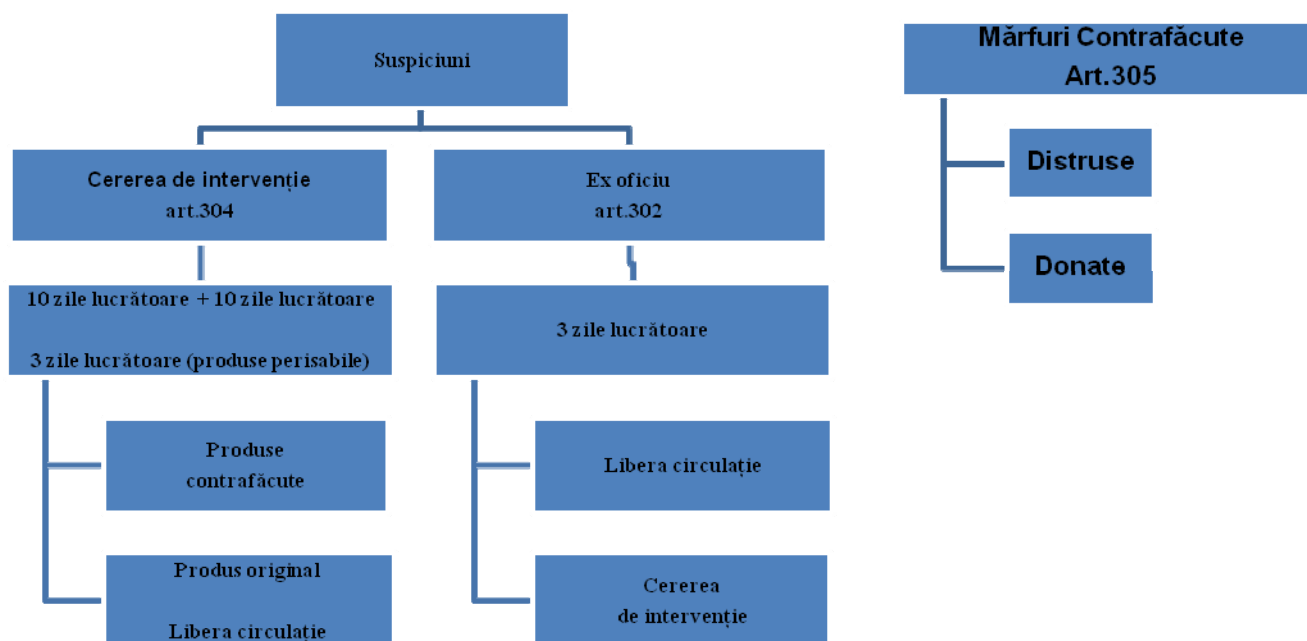 Suspiciuni
Cererea de intervenție
art.304
Ex oficiu
art.302
10 zile lucrătoare + 10 zile lucrătoare
3 zile lucrătoare (produse perisabile)
3 zile lucrătoare
Produse
contrafăcute
Produs original
Libera circulație
Libera circulație
Cererea
de intervenție
Mărfuri Contrafăcute
Art.305
Distruse
Donate